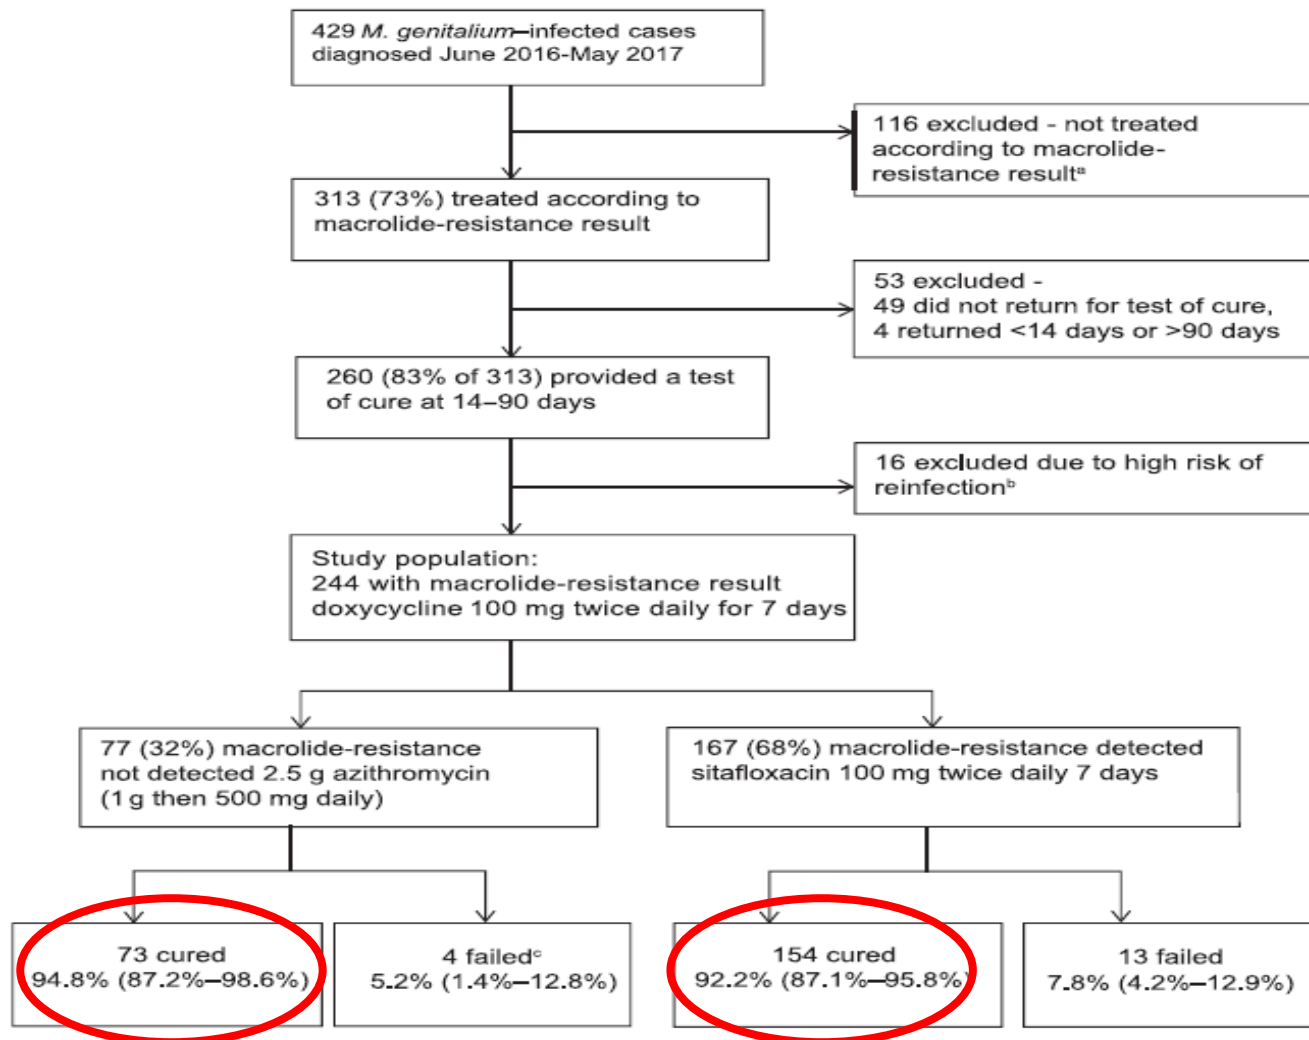 429 M. genitalium–infected cases
diagnosed June 2016-May 2017
116 excluded - not treated
according to macrolide-
resistance resultᵃ
313 (73%) treated according to
macrolide-resistance result
53 excluded -
49 did not return for test of cure,
4 returned <14 days or >90 days
260 (83% of 313) provided a test
of cure at 14–90 days
16 excluded due to high risk of
reinfectionᵇ
Study population:
244 with macrolide-resistance result
doxycycline 100 mg twice daily for 7 days
77 (32%) macrolide-resistance
not detected 2.5 g azithromycin
(1 g then 500 mg daily)
167 (68%) macrolide-resistance detected
sitafloxacin 100 mg twice daily 7 days
73 cured
94.8% (87.2%–98.6%)
4 failedᶜ
5.2% (1.4%–12.8%)
154 cured
92.2% (87.1%–95.8%)
13 failed
7.8% (4.2%–12.9%)